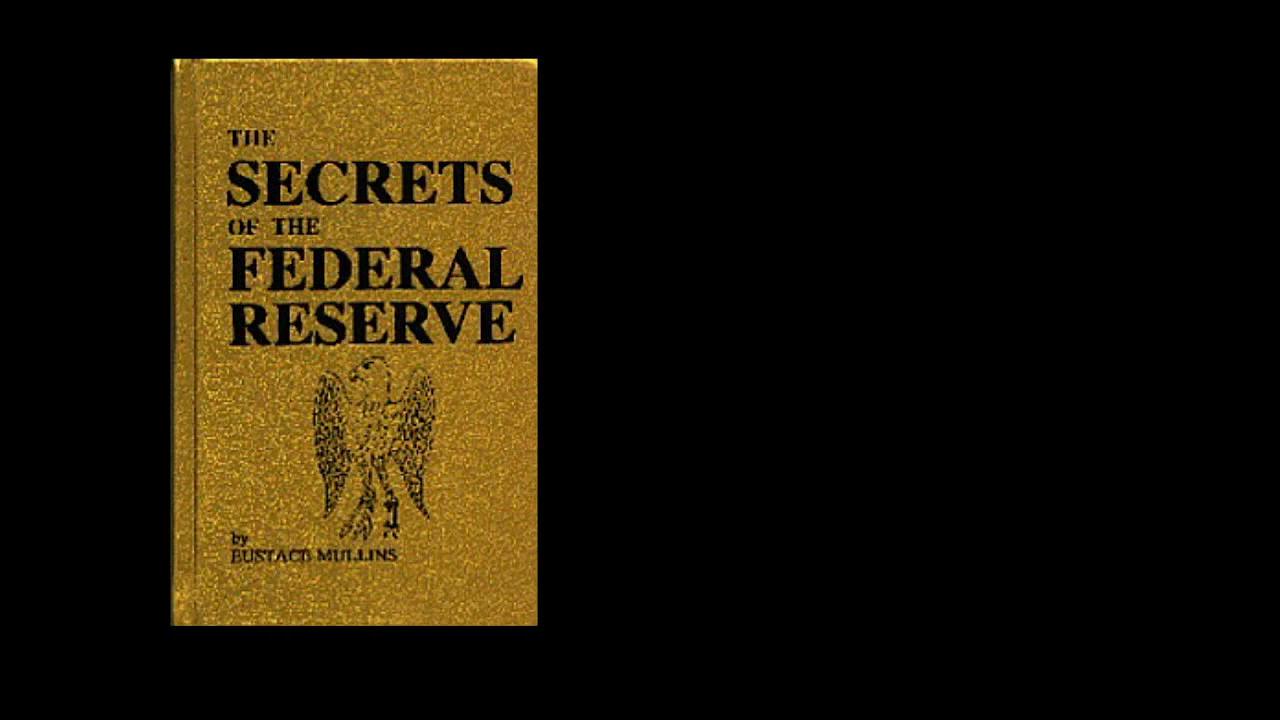 THE
SECRETS
OF THE
FEDERAL
RESERVE
by
EUSTACE MULLINS